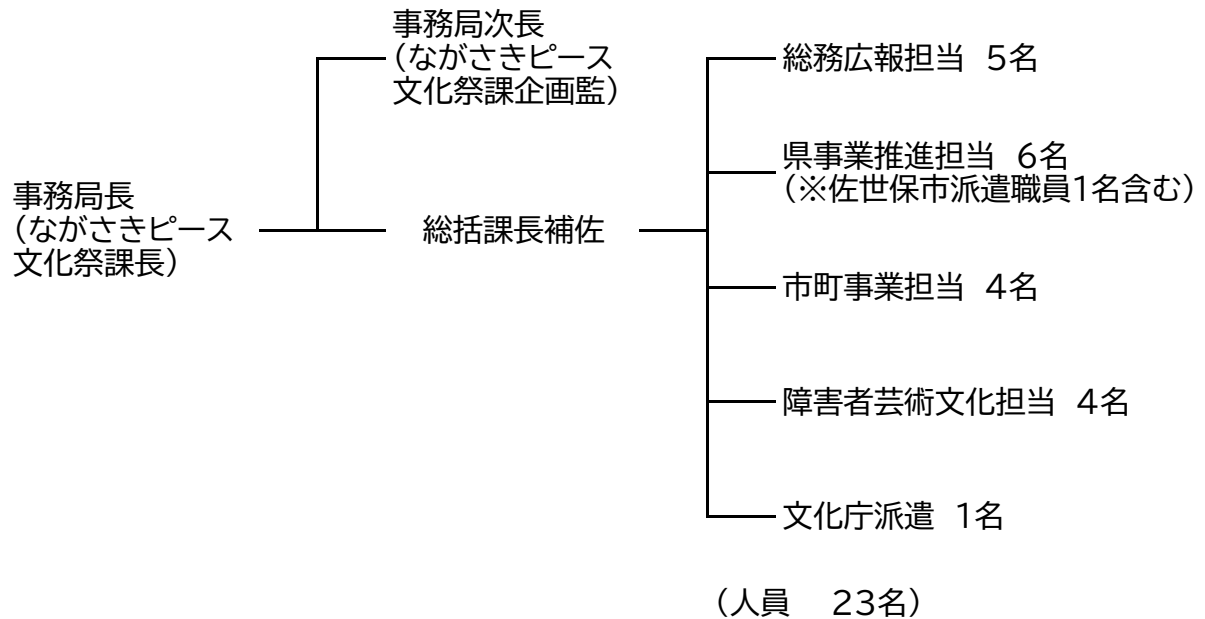 事務局長
（ながさきピース
文化祭課長）
事務局次長
（ながさきピース
文化祭課企画監）
総括課長補佐
総務広報担当　5名
県事業推進担当　6名
（※佐世保市派遣職員1名含む）
市町事業担当　4名
障害者芸術文化担当　4名
文化庁派遣　1名
（人員　23名）